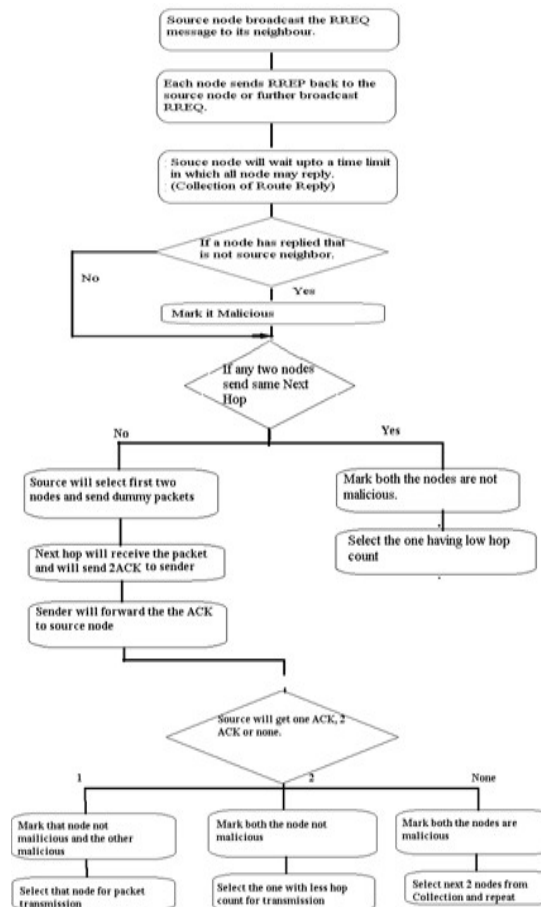 Source node broadcast the RREQ
message to its neighbour.
Each node sends RREP back to the
source node or further broadcast
RREQ.
Souce node will wait upto a time limit
in which all node may reply.
(Collection of Route Reply)
If a node has replied that
is not source neighbor.
No
Yes
Mark it Malicious
If any two nodes
send same Next
Hop
No
Yes
Source will select first two
nodes and send dummy packets
Mark both the nodes are not
malicious.
Next hop will receive the packet
and will send 2ACK to sender
Select the one having low hop
count
Sender will forward the the ACK
to source node
Source will get one ACK, 2
ACK or none.
1
2
None
Mark that node not
mailicious and the other
malicious
Mark both the node not
malicious
Mark both the nodes are
malicious
Select that node for packet
transmission
Select the one with less hop
count for transmission
Select next 2 nodes from
Collection and repeat